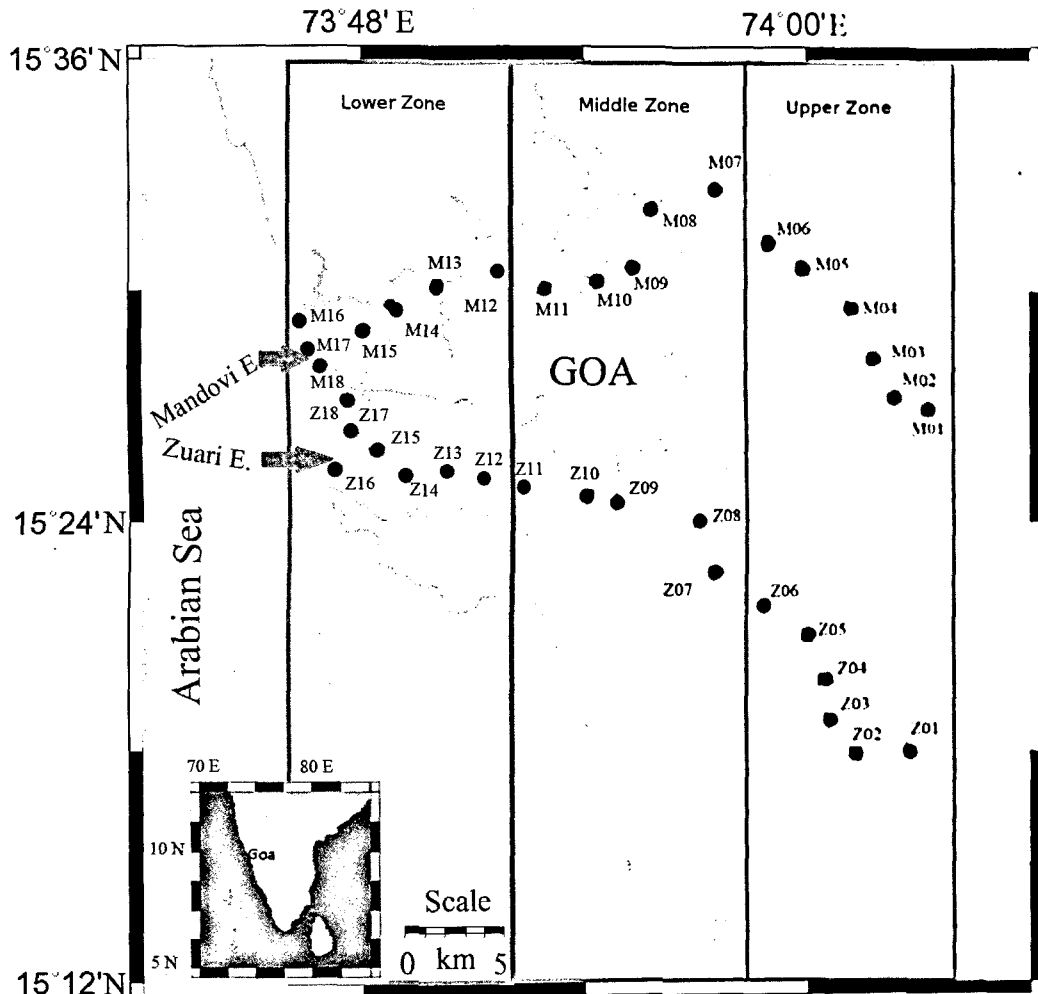 73°48' E
74°00'E
15°36'N
Lower Zone
Middle Zone
Upper Zone
M07
M08
M06
M05
M13
M12
M11
M10
M09
M04
M16
M14
M15
M17
M18
M03
M02
M01
Mandovi E
GOA
Z18
Z17
Zuari E.
Z15
Z13
Z12
Z11
Z10
Z09
Z16
Z14
15°24'N
Z08
Z07
Z06
Z05
Arabian Sea
Z04
Z03
Z02
Z01
70 E
80 E
10 N
Goa
5 N
Scale
0 km 5
15°12'N